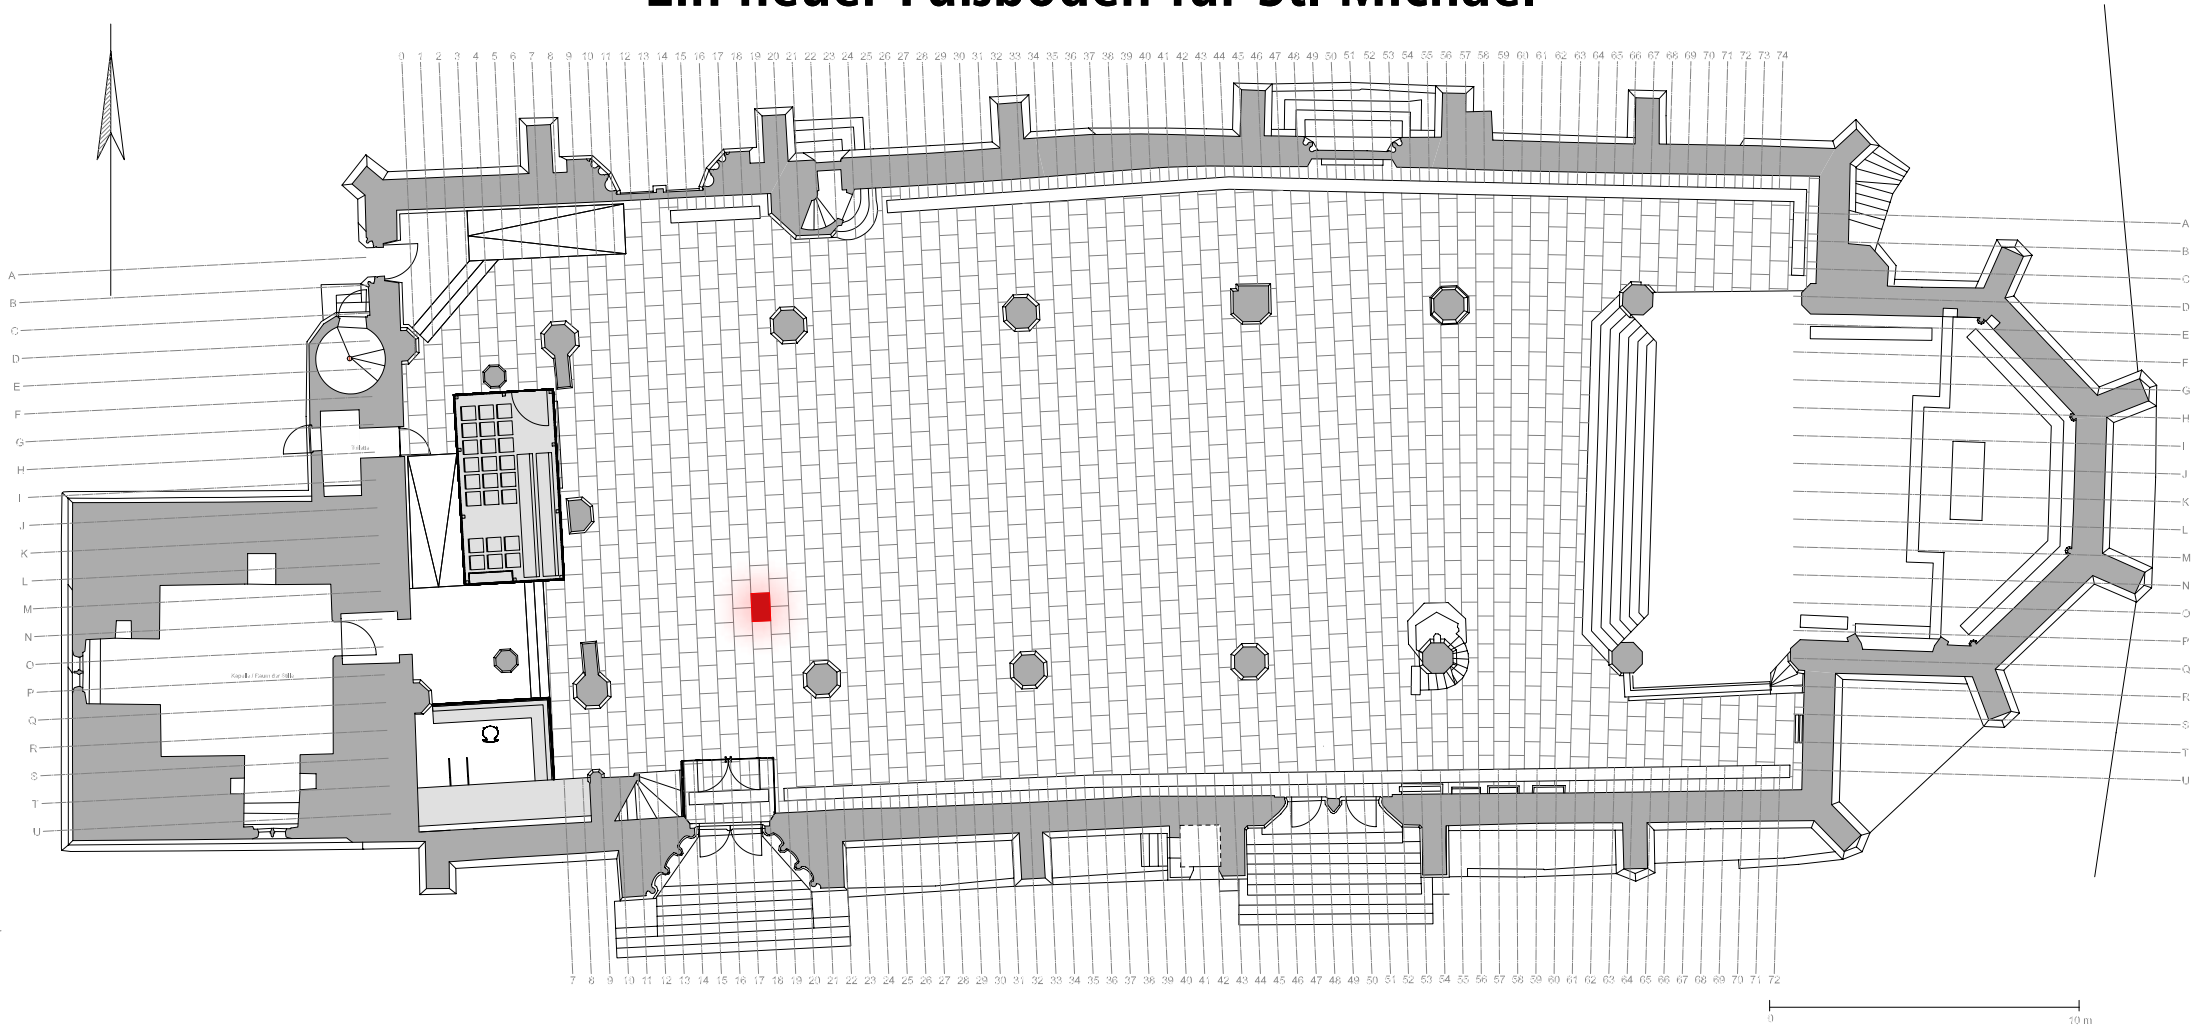 Ein neuer Fußboden für St. Michael
0 1 2 3 4 5 6 7 8 9 10 11 12 13 14 15 16 17 18 19 20 21 22 23 24 25 26 27 28 29 30 31 32 33 34 35 36 37 38 39 40 41 42 43 44 45 46 47 48 49 50 51 52 53 54 55 56 57 58 59 60 61 62 63 64 65 66 67 68 69 70 71 72 73 74
A
B
C
D
E
F
G
H
I
J
K
L
M
N
O
P
Q
R
S
T
U
A
B
C
D
E
F
G
H
I
J
K
L
M
N
O
P
Q
R
S
T
U
7 8 9 10 11 12 13 14 15 16 17 18 19 20 21 22 23 24 25 26 27 28 29 30 31 32 33 34 35 36 37 38 39 40 41 42 43 44 45 46 47 48 49 50 51 52 53 54 55 56 57 58 59 60 61 62 63 64 65 66 67 68 69 70 71 72
0 10 m